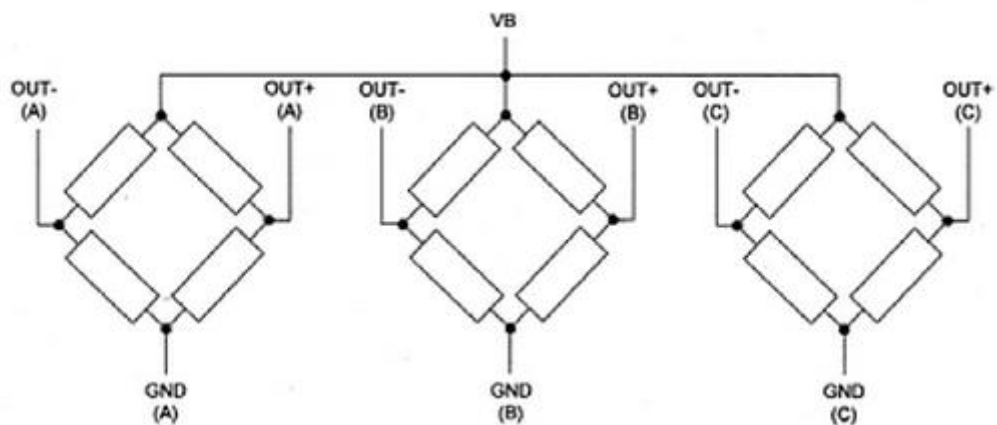 VB
OUT-
(A)
OUT+
(A)
OUT-
(B)
OUT+
(B)
OUT-
(C)
OUT+
(C)
GND
(A)
GND
(B)
GND
(C)